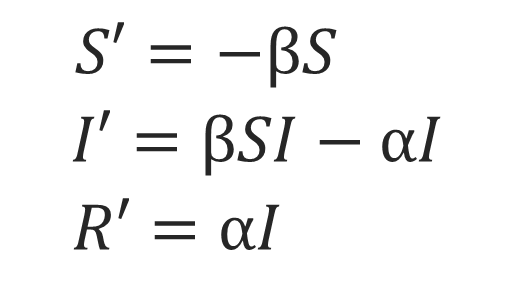 S′ = −βS
I′ = βSI − αI
R′ = αI